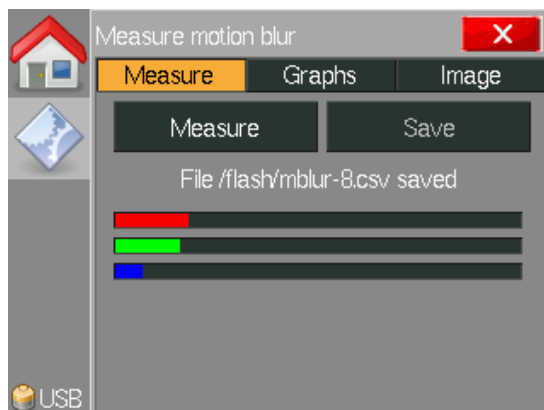 Measure motion blur
Measure Graphs Image
Measure Save
File /flash/mblur-8.csv saved
USB